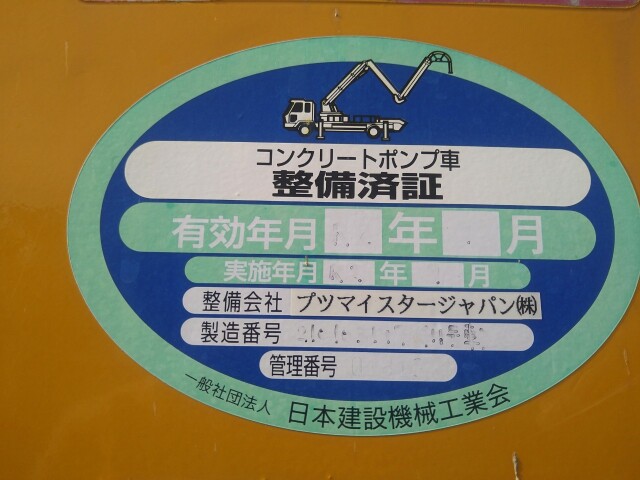 コンクリートポンプ車
整備済証
有効年月 年 月
実施年月 年 月
整備会社 プツマイスタージャパン㈱
製造番号
管理番号
一般社団法人 日本建設機械工業会